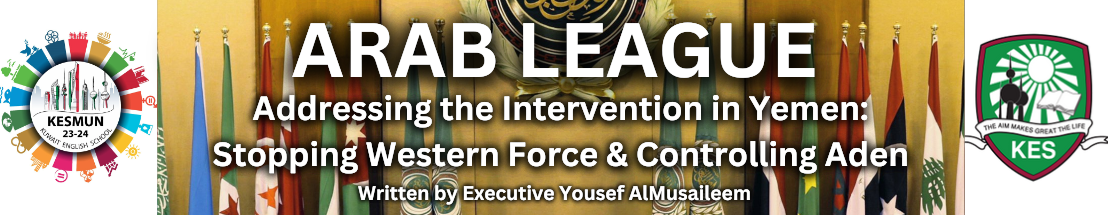 KESMUN
23-24
KUWAIT ENGLISH SCHOOL
ARAB LEAGUE
Addressing the Intervention in Yemen:
Stopping Western Force & Controlling Aden
Written by Executive Yousef AlMusaileem
THE AIM MAKES GREAT THE LIFE
KES